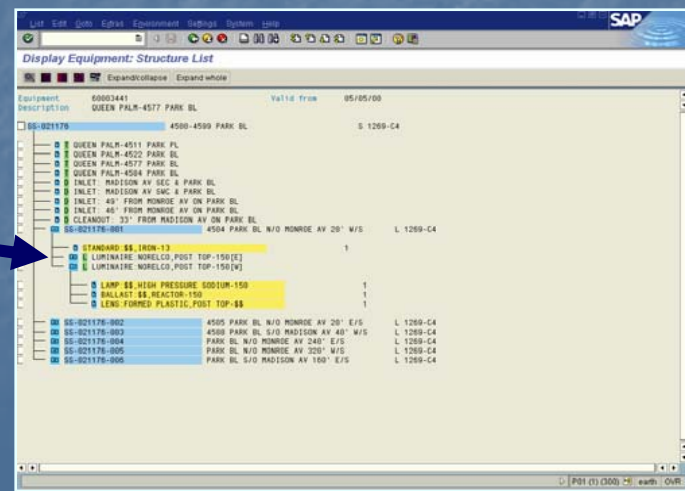 List Edit Goto Extras Environment Settings System Help
SAP
Display Equipment: Structure List
Expand/collapse Expand whole
Equipment 60003441 Valid from 05/05/00
Description QUEEN PALM-4577 PARK BL
SS-021176 4500-4599 PARK BL S 1269-C4
T QUEEN PALM-4511 PARK PL
T QUEEN PALM-4522 PARK BL
T QUEEN PALM-4577 PARK BL
T QUEEN PALM-4584 PARK BL
D INLET: MADISON AV SEC & PARK BL
D INLET: MADISON AV SWC & PARK BL
D INLET: 49' FROM MONROE AV ON PARK BL
D INLET: 46' FROM MONROE AV ON PARK BL
D CLEANOUT: 33' FROM MADISON AV ON PARK BL
SS-021176-001 4504 PARK BL N/O MONROE AV 20' W/S L 1269-C4
STANDARD:$$,IRON-13 1
L LUMINAIRE:NORELCO,POST TOP-150[E]
L LUMINAIRE:NORELCO,POST TOP-150[W]
LAMP:$$,HIGH PRESSURE SODIUM-150 1
BALLAST:$$,REACTOR-150 1
LENS:FORMED PLASTIC,POST TOP-$$ 1
SS-021176-002 4505 PARK BL N/O MONROE AV 20' E/S L 1269-C4
SS-021176-003 4580 PARK BL S/O MADISON AV 40' W/S L 1269-C4
SS-021176-004 PARK BL N/O MONROE AV 240' E/S L 1269-C4
SS-021176-005 PARK BL N/O MONROE AV 320' W/S L 1269-C4
SS-021176-006 PARK BL S/O MADISON AV 160' E/S L 1269-C4
P01 (1) (300) earth OVR